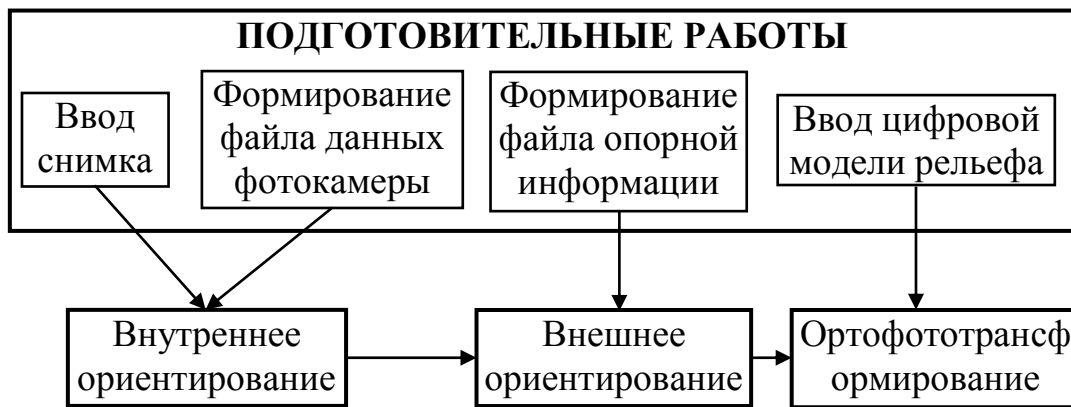 ПОДГОТОВИТЕЛЬНЫЕ РАБОТЫ
Ввод
снимка
Формирование
файла данных
фотокамеры
Формирование
файла опорной
информации
Ввод цифровой
модели рельефа
Внутреннее
ориентирование
Внешнее
ориентирование
Ортофототрансф
ормирование